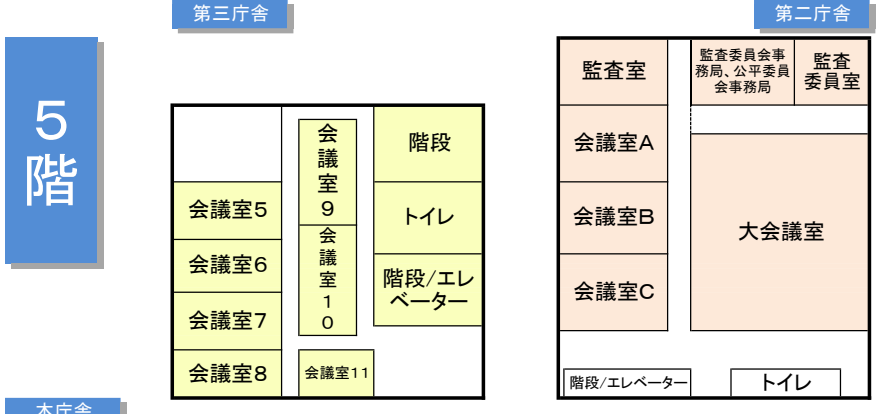 第三庁舎
第二庁舎
5
階
会議室5
会議室6
会議室7
会議室8
会
議
室
9
会
議
室
1
0
会議室11
階段
トイレ
階段/エレ
ベーター
監査室
会議室A
会議室B
会議室C
監査委員会事
務局、公平委員
会事務局
監査
委員室
大会議室
階段/エレベーター
トイレ
本庁舎